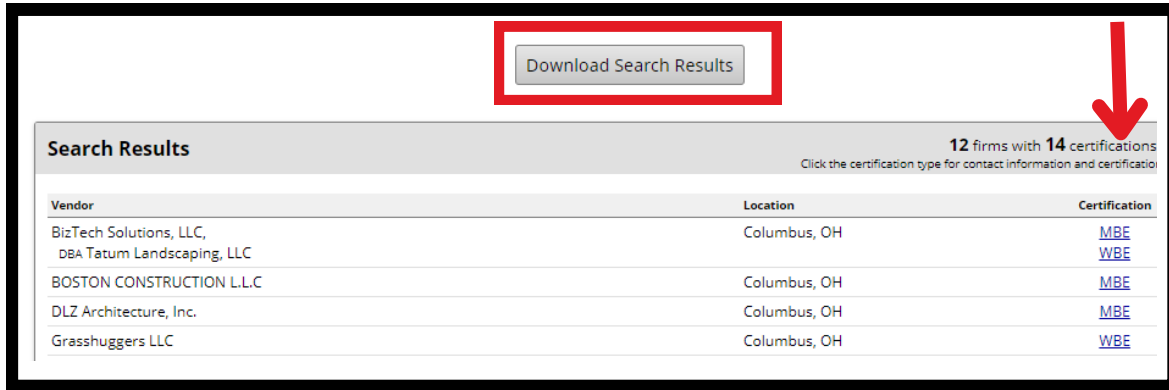 Download Search Results
Search Results
12 firms with 14 certifications
Click the certification type for contact information and
Vendor Location Certification
BizTech Solutions, LLC, Columbus, OH MBE
DBA Tatum Landscaping, LLC WBE
BOSTON CONSTRUCTION L.L.C Columbus, OH MBE
DLZ Architecture, Inc. Columbus, OH MBE
Grasshuggers LLC Columbus, OH WBE